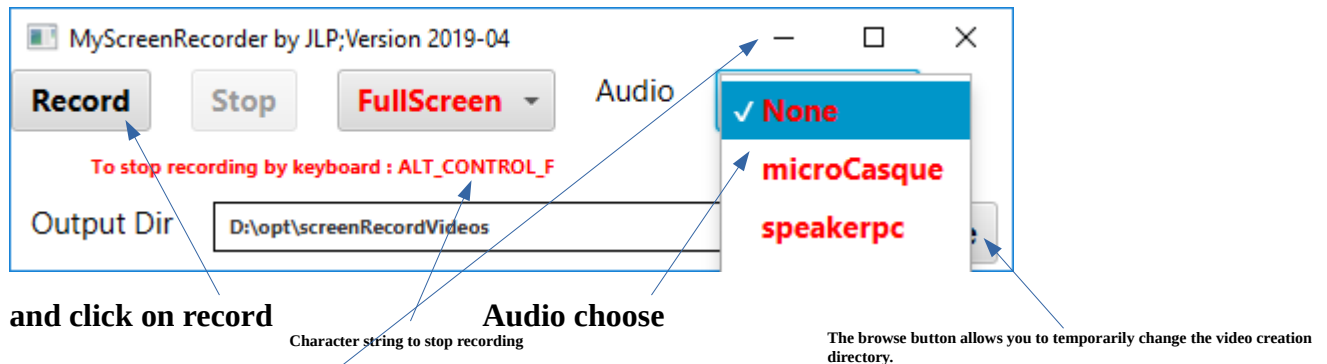 MyScreenRecorder by JLP;Version 2019-04
Record Stop FullScreen Audio
None
To stop recording by keyboard : ALT_CONTROL_F
microCasque
Output Dir D:\opt\screenRecordVideos
speakerpc
and click on record
Audio choose
Character string to stop recording
The browse button allows you to temporarily change the video creation
directory.